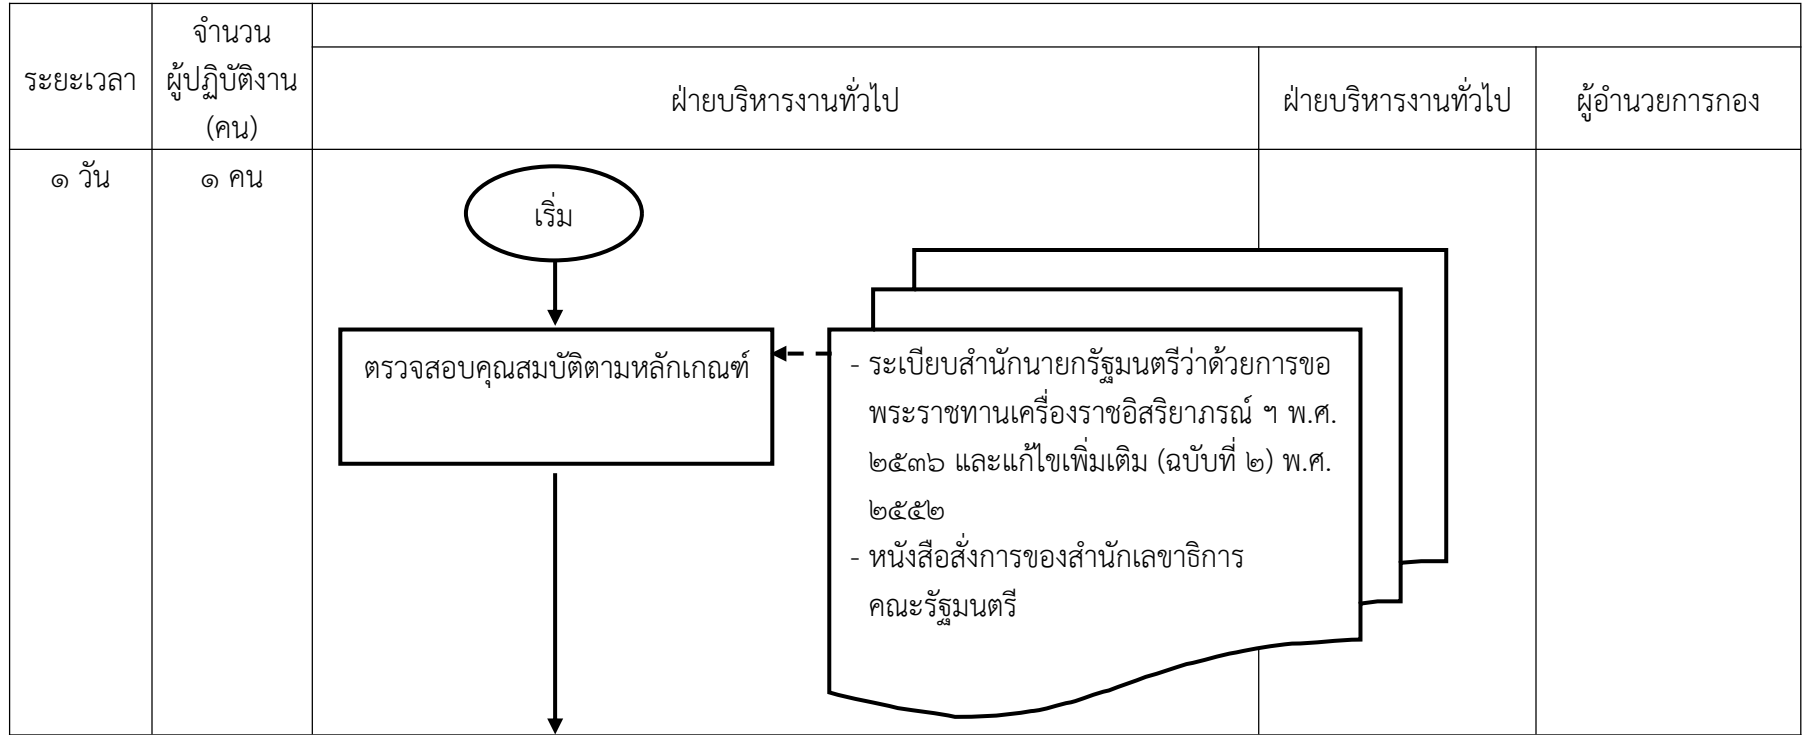 ระยะเวลา
จำนวน
ผู้ปฏิบัติงาน
(คน)
ฝ่ายบริหารงานทั่วไป
ฝ่ายบริหารงานทั่วไป
ผู้อำนวยการกอง
๑ วัน
๑ คน
เริ่ม
ตรวจสอบคุณสมบัติตามหลักเกณฑ์
- ระเบียบสำนักนายกรัฐมนตรีว่าด้วยการขอ
พระราชทานเครื่องราชอิสริยาภรณ์ ฯ พ.ศ.
๒๕๓๖ และแก้ไขเพิ่มเติม (ฉบับที่ ๒) พ.ศ.
๒๕๕๒
- หนังสือสั่งการของสำนักเลขาธิการ
คณะรัฐมนตรี